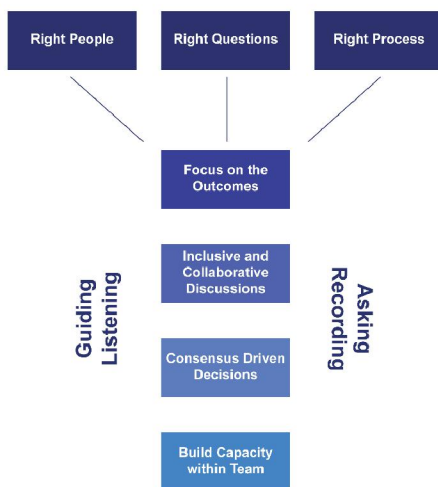 Right People
Right Questions
Right Process
Focus on the
Outcomes
Inclusive and
Collaborative
Discussions
Guiding
Listening
Asking
Recording
Consensus Driven
Decisions
Build Capacity
within Team